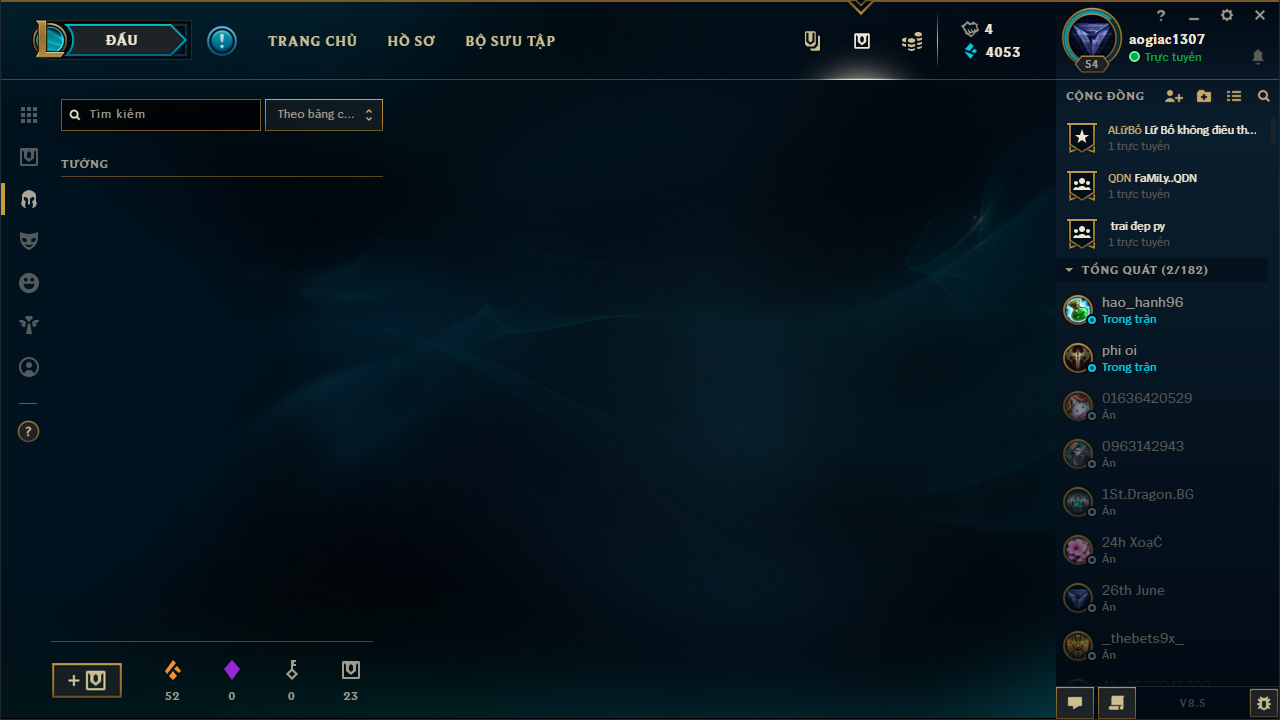 ĐẤU
TRANG CHỦ
HỒ SƠ
BỘ SƯU TẬP
4
4053
?
aogiac1307
Trực tuyến
54
Tìm kiếm
Theo bảng c...
TƯỚNG
?
52
0
0
23
CỘNG ĐỒNG
ALữBố Lữ Bố không điêu th...
1 trực tuyến
QDN FaMiLy..QDN
1 trực tuyến
trai đẹp py
1 trực tuyến
TỔNG QUÁT (2/182)
hao_hanh96
Trong trận
phi oi
Trong trận
01636420529
Ẩn
0963142943
Ẩn
1St.Dragon.BG
Ẩn
24h XoạĆ
Ẩn
26th June
Ẩn
_thebets9x_
Ẩn
V8.5